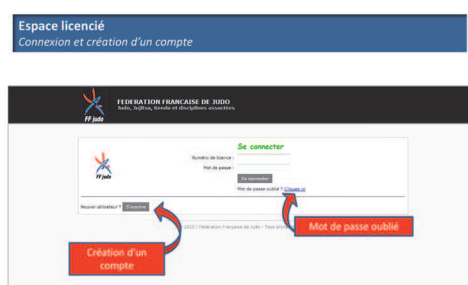 Espace licencié
Connexion et création d'un compte
FEDERATION FRANCAISE DE JUDO
Judo, Jujitsu, Kendo et disciplines associées
FF Judo
Se connecter
Numéro de licence :
Mot de passe :
FF Judo
Se connecter
Mot de passe oublié ? Cliquez ici
Nouvel utilisateur ? S'inscrire
2015 | Fédération Française de Judo - Tous
Mot de passe oublié
Création d'un
compte